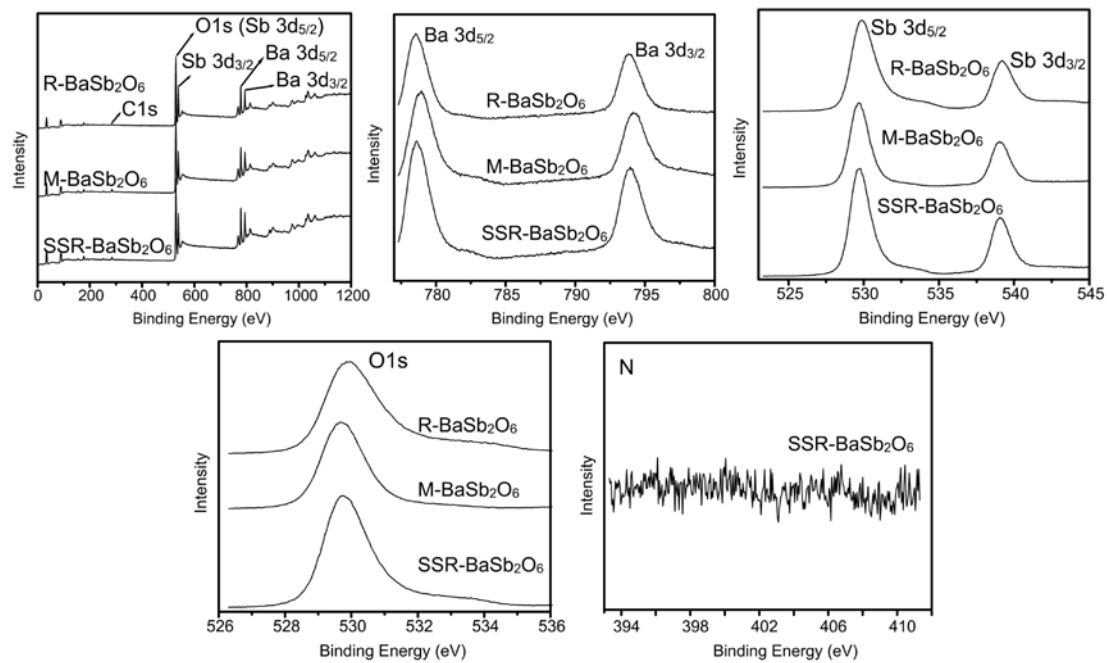 O1s (Sb 3d5/2)
Sb 3d3/2
Ba 3d5/2
Ba 3d3/2
R-BaSb2O6
C1s
M-BaSb2O6
SSR-BaSb2O6
Intensity
0 200 400 600 800 1000 1200
Binding Energy (eV)
Ba 3d5/2
Ba 3d3/2
R-BaSb2O6
M-BaSb2O6
SSR-BaSb2O6
Intensity
780 785 790 795 800
Binding Energy (eV)
Sb 3d5/2
Sb 3d3/2
R-BaSb2O6
M-BaSb2O6
SSR-BaSb2O6
Intensity
525 530 535 540 545
Binding Energy (eV)
O1s
R-BaSb2O6
M-BaSb2O6
SSR-BaSb2O6
Intensity
526 528 530 532 534 536
Binding Energy (eV)
N
SSR-BaSb2O6
Intensity
394 398 402 406 410
Binding Energy (eV)